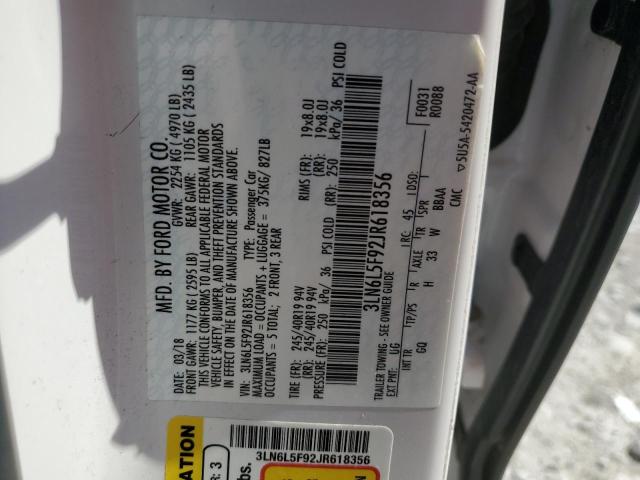 MFD. BY FORD MOTOR CO.
DATE: 03/18 GVWR: 2254 KG ( 4970 LB)
FRONT GAWR: 1177 KG ( 2595 LB) REAR GAWR: 1105 KG ( 2435 LB)
THIS VEHICLE CONFORMS TO ALL APPLICABLE FEDERAL MOTOR
VEHICLE SAFETY, BUMPER, AND THEFT PREVENTION STANDARDS
IN EFFECT ON THE DATE OF MANUFACTURE SHOWN ABOVE.
VIN: 3LN6L5F92JR618356 TYPE: Passenger Car
MAXIMUM LOAD = OCCUPANTS + LUGGAGE = 375KG/ 827LB
OCCUPANTS = 5 TOTAL; 2 FRONT, 3 REAR
TIRE (FR): 245/40R19 94V RIMS (FR): 19x8.0J
(RR): 245/40R19 94V (RR): 19x8.0J
PRESSURE (FR): 250 kPa/ 36 PSI COLD (RR): 250 kPa/ 36 PSI COLD
3LN6L5F92JR618356
TRAILER TOWING - SEE OWNER GUIDE
F0031
R0088
EXT PNT: UG LRC: 45 LDSO:
INT TR TP/PS R AXLE TR SPR
GQ H 33 W BBAA
CMC
▽5U5A-5420472-AA
3LN6L5F92JR618356
R: 3
bs.